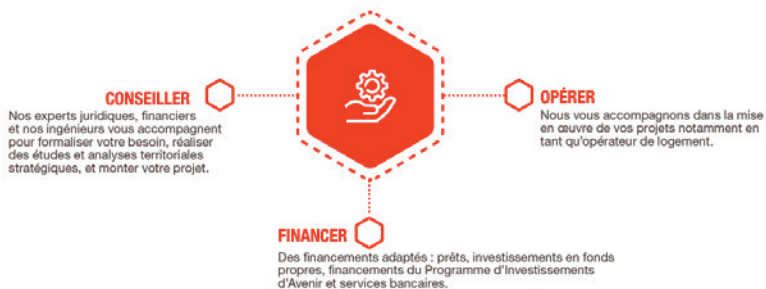 CONSEILLER
Nos experts juridiques, financiers
et nos ingénieurs vous accompagnent
pour formaliser votre besoin, réaliser
des études et analyses territoriales
stratégiques, et monter votre projet.
OPÉRER
Nous vous accompagnons dans la mise
en œuvre de vos projets notamment en
tant qu'opérateur de logement.
FINANCER
Des financements adaptés : prêts, investissements en fonds
propres, financements du Programme d'Investissements
d'Avenir et services bancaires.